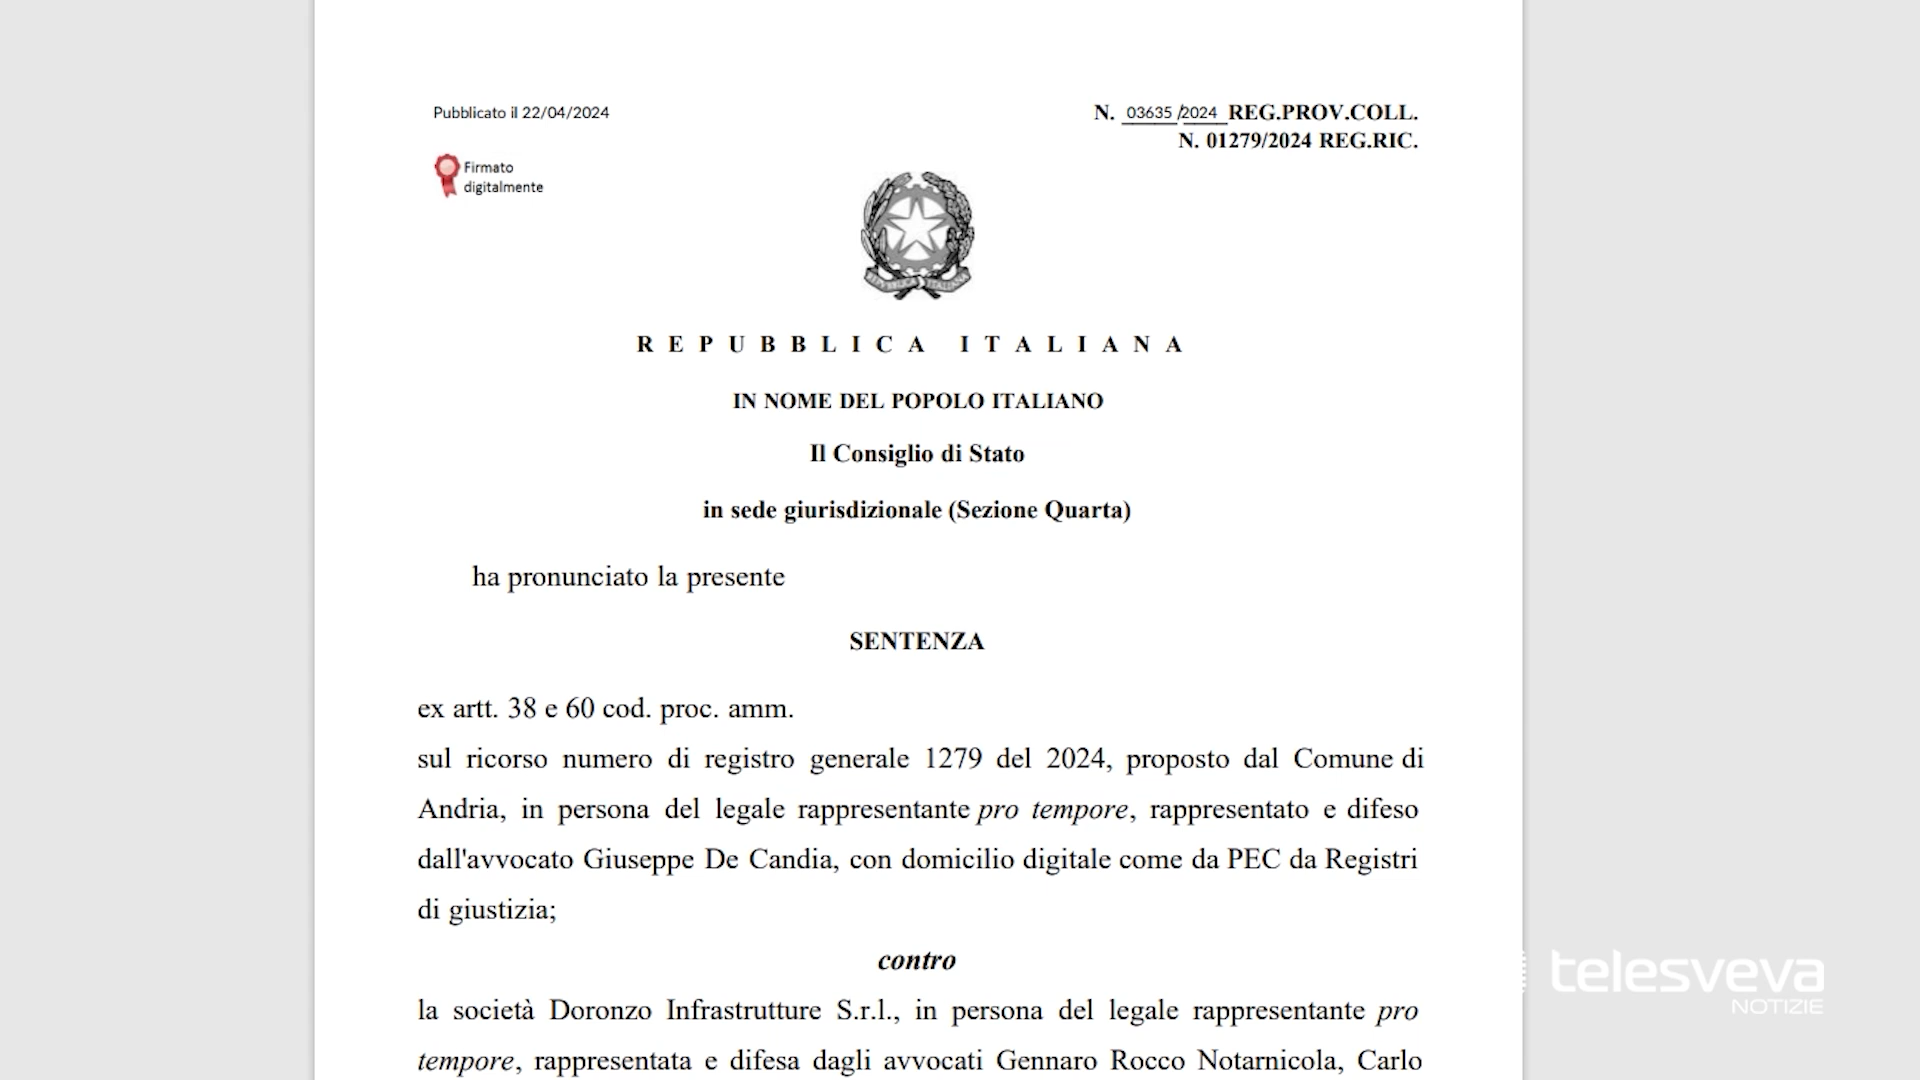 Pubblicato il 22/04/2024
N. 03635 /2024 REG.PROV.COLL.
N. 01279/2024 REG.RIC.
Firmato
digitalmente
REPUBBLICA ITALIANA
IN NOME DEL POPOLO ITALIANO
Il Consiglio di Stato
in sede giurisdizionale (Sezione Quarta)
ha pronunciato la presente
SENTENZA
ex artt. 38 e 60 cod. proc. amm.
sul ricorso numero di registro generale 1279 del 2024, proposto dal Comune di
Andria, in persona del legale rappresentante pro tempore, rappresentato e difeso
dall'avvocato Giuseppe De Candia, con domicilio digitale come da PEC da Registri
di giustizia;
contro
la società Doronzo Infrastrutture S.r.l., in persona del legale rappresentante pro
tempore, rappresentata e difesa dagli avvocati Gennaro Rocco Notarnicola, Carlo
telesveva
NOTIZIE